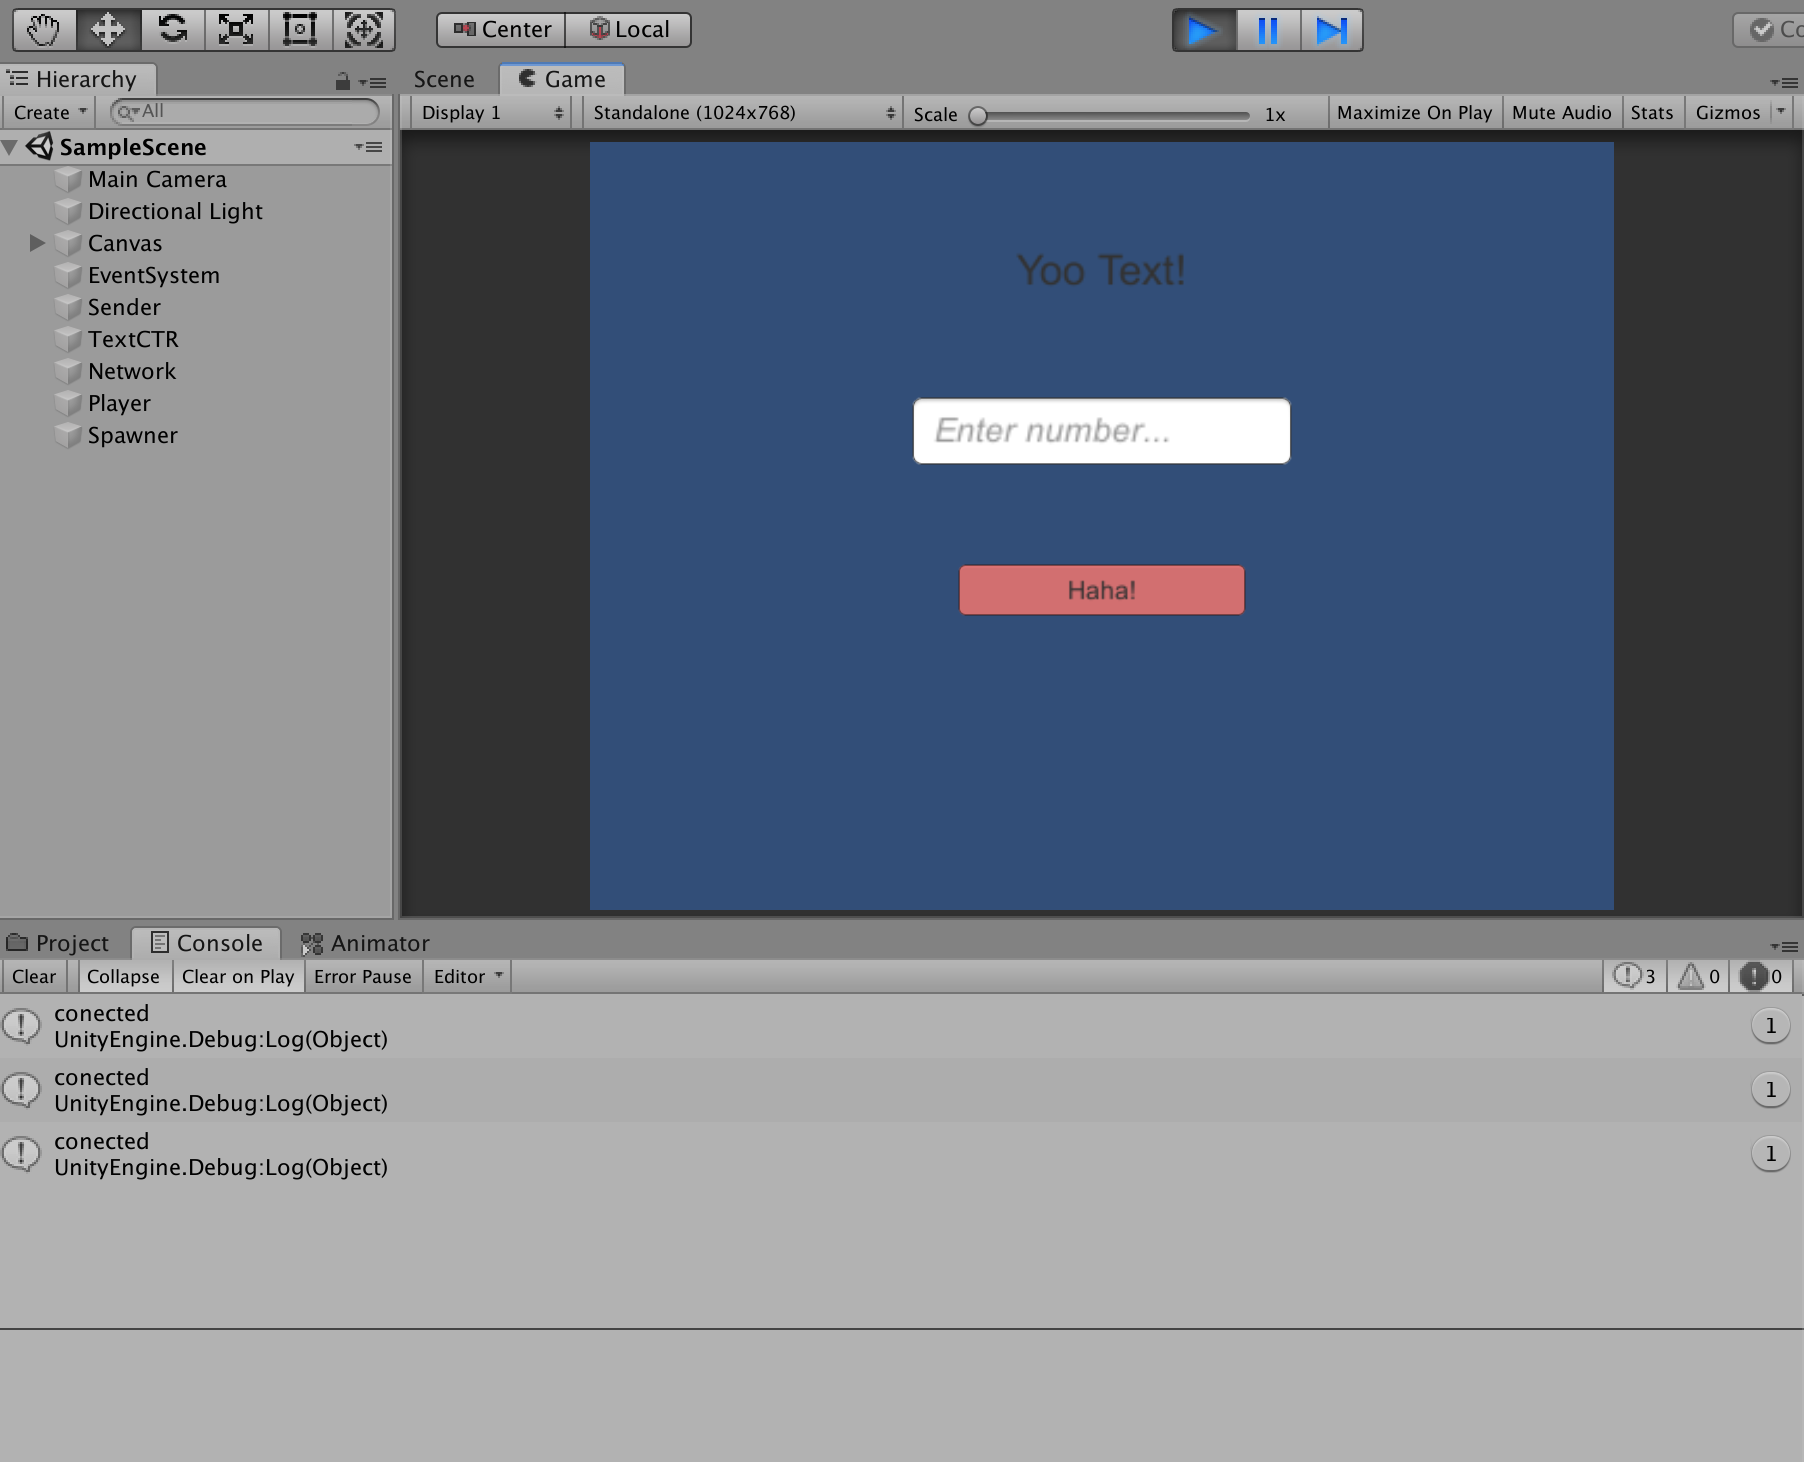 Center Local Co
Hierarchy
Scene Game
Create All
Display 1 Standalone (1024x768) Scale 1x Maximize On Play Mute Audio Stats Gizmos
SampleScene
Main Camera
Directional Light
Canvas
EventSystem
Sender
TextCTR
Network
Player
Spawner
Yoo Text!
Enter number...
Haha!
Project Console Animator
Clear Collapse Clear on Play Error Pause Editor 3 0 0
conected
UnityEngine.Debug:Log(Object) 1
conected
UnityEngine.Debug:Log(Object) 1
conected
UnityEngine.Debug:Log(Object) 1